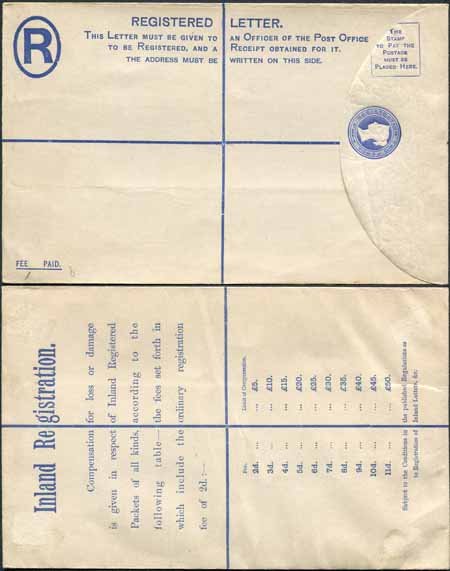 R
REGISTERED LETTER.
THIS LETTER MUST BE GIVEN TO AN OFFICER OF THE POST OFFICE
TO BE REGISTERED, AND A RECEIPT OBTAINED FOR IT.
THE ADDRESS MUST BE WRITTEN ON THIS SIDE.
THE
STAMP
TO PAY THE
POSTAGE
MUST BE
PLACED HERE.
REGISTRATION
FEE PAID.
Inland Registration.
Compensation for loss or damage
is given in respect of Inland Registered
Packets of all kinds, according to the
following table—the fees set forth in
which include the ordinary registration
fee of 2d.:—
Fee. Limit of Compensation.
2d. ... ... £5.
3d. ... ... £10.
4d. ... ... £15.
5d. ... ... £20.
6d. ... ... £25.
7d. ... ... £30.
8d. ... ... £35.
9d. ... ... £40.
10d. ... ... £45.
11d. ... ... £50.
Subject to the Conditions in the published Regulations as
to Registration of Inland Letters, &c.